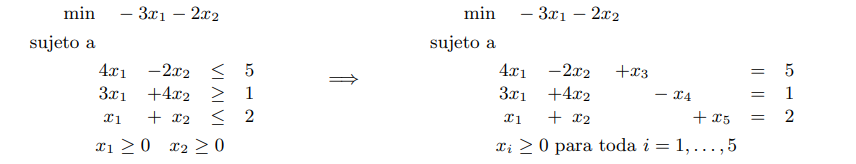 min −3x₁ − 2x₂
sujeto a
4x₁ −2x₂ ≤ 5
3x₁ +4x₂ ≥ 1
x₁ + x₂ ≤ 2
x₁ ≥ 0 x₂ ≥ 0
⟹
min −3x₁ − 2x₂
sujeto a
4x₁ −2x₂ +x₃ = 5
3x₁ +4x₂ − x₄ = 1
x₁ + x₂ + x₅ = 2
xᵢ ≥ 0 para toda i = 1, . . . , 5